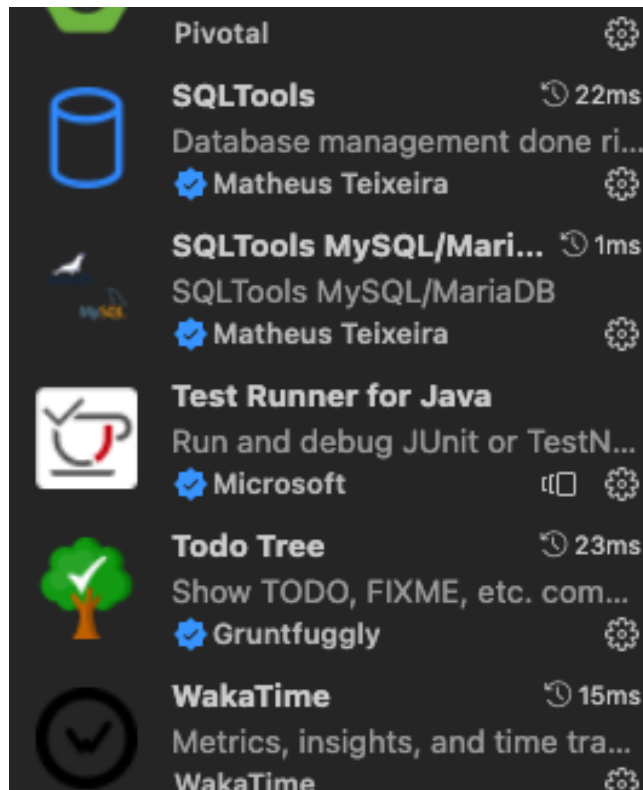 Pivotal
SQLTools 22ms
Database management done ri...
Matheus Teixeira
SQLTools MySQL/Mari... 1ms
SQLTools MySQL/MariaDB
MySQL
Matheus Teixeira
Test Runner for Java
Run and debug JUnit or TestN...
Microsoft
Todo Tree 23ms
Show TODO, FIXME, etc. com...
Gruntfuggly
WakaTime 15ms
Metrics, insights, and time tra...
WakaTime